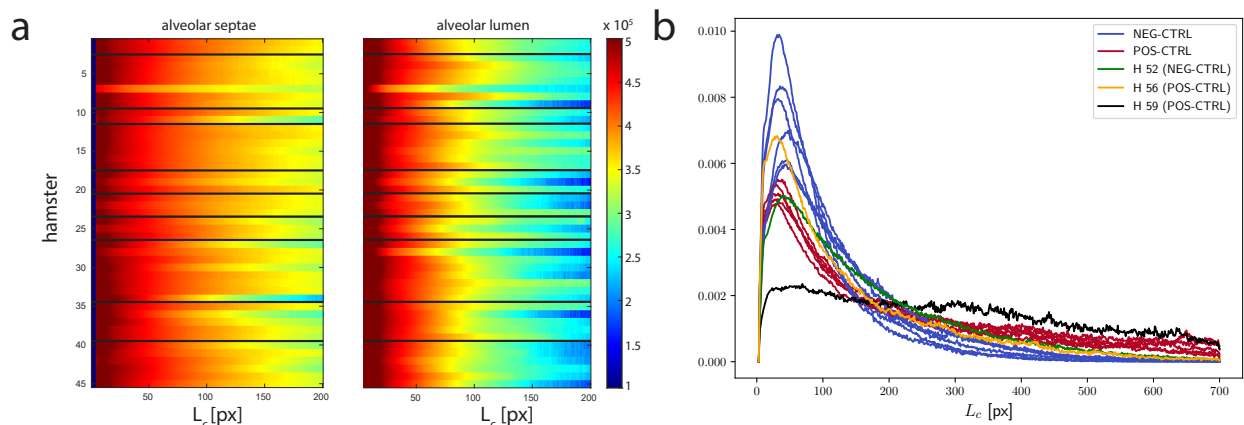 a
alveolar septae
alveolar lumen
x 10⁵
hamster
5
10
15
20
25
30
35
40
45
50
100
150
200
L_c [px]
50
100
150
200
L_c [px]
5
4.5
4
3.5
3
2.5
2
1.5
1
b
NEG-CTRL
POS-CTRL
H 52 (NEG-CTRL)
H 56 (POS-CTRL)
H 59 (POS-CTRL)
0.010
0.008
0.006
0.004
0.002
0.000
0
100
200
300
400
500
600
700
L_c [px]